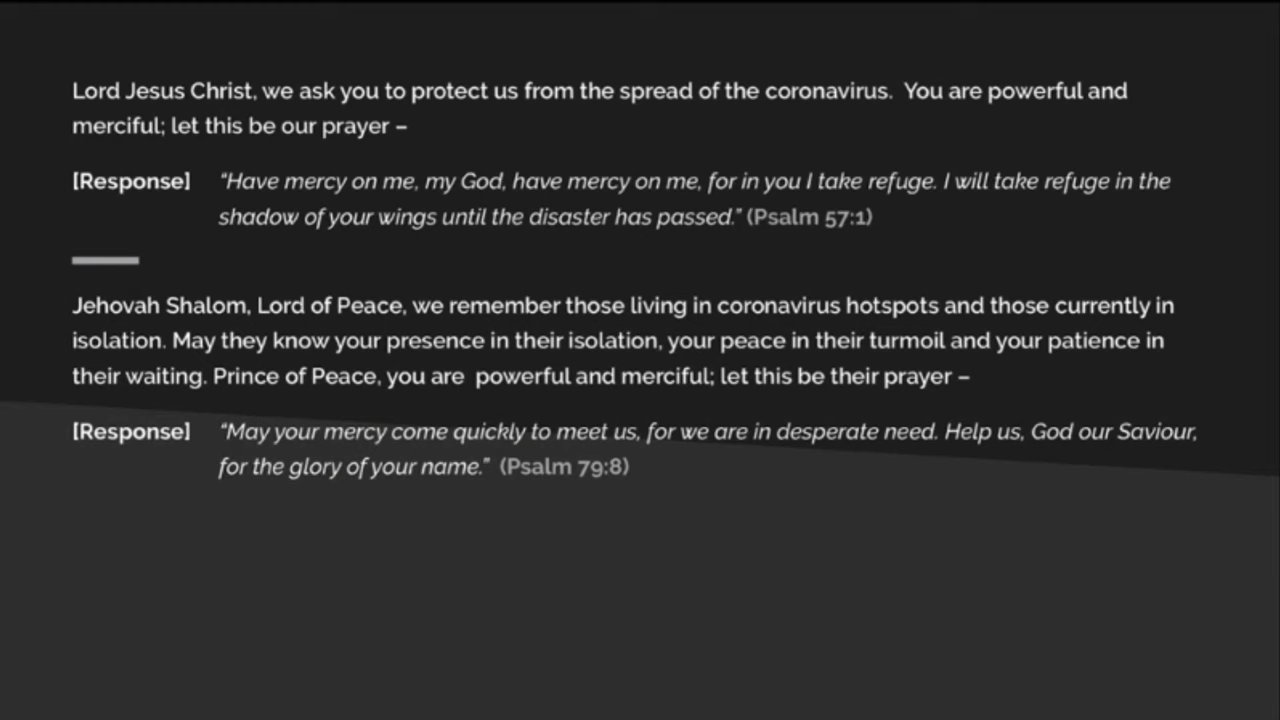 Lord Jesus Christ, we ask you to protect us from the spread of the coronavirus.  You are powerful and
merciful; let this be our prayer –
[Response] “Have mercy on me, my God, have mercy on me, for in you I take refuge. I will take refuge in the
shadow of your wings until the disaster has passed.” (Psalm 57:1)
Jehovah Shalom, Lord of Peace, we remember those living in coronavirus hotspots and those currently in
isolation. May they know your presence in their isolation, your peace in their turmoil and your patience in
their waiting. Prince of Peace, you are  powerful and merciful; let this be their prayer –
[Response] “May your mercy come quickly to meet us, for we are in desperate need. Help us, God our Saviour,
for the glory of your name.”  (Psalm 79:8)